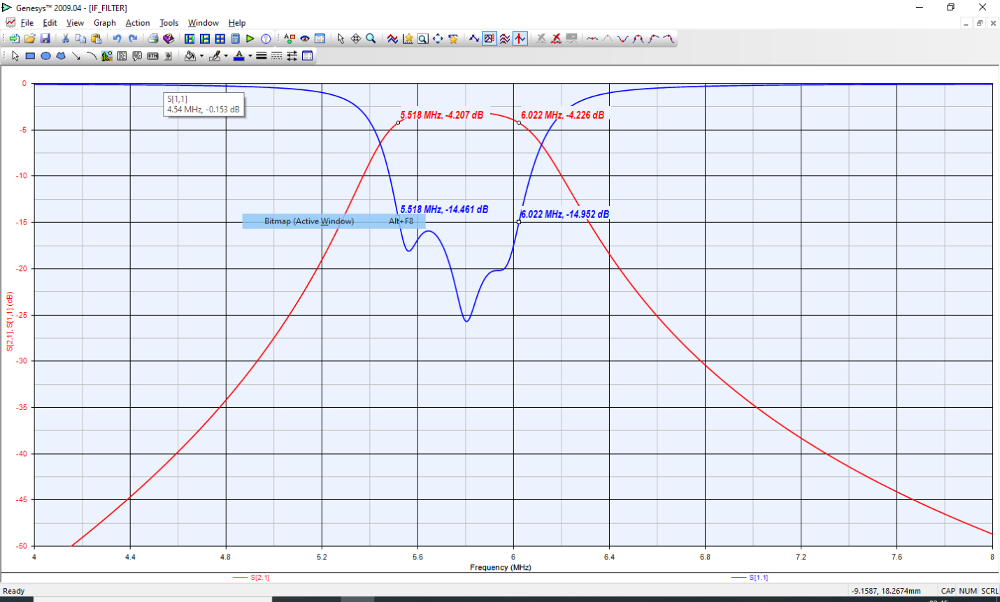 Genesys™ 2009.04 - [IF_FILTER]
File Edit View Graph Action Tools Window Help
BTN
0
-5
-10
-15
-20
-25
-30
-35
-40
-45
-50
S[2,1], S[1,1] (dB)
S[1,1]
4.54 MHz, -0.153 dB
5.518 MHz, -4.207 dB
6.022 MHz, -4.226 dB
5.518 MHz, -14.461 dB
6.022 MHz, -14.952 dB
Bitmap (Active Window) Alt+F8
4 4.4 4.8 5.2 5.6 6 6.4 6.8 7.2 7.6 8
Frequency (MHz)
S[2,1] S[1,1]
Ready -9.1587, 18.2674mm CAP NUM SCRL